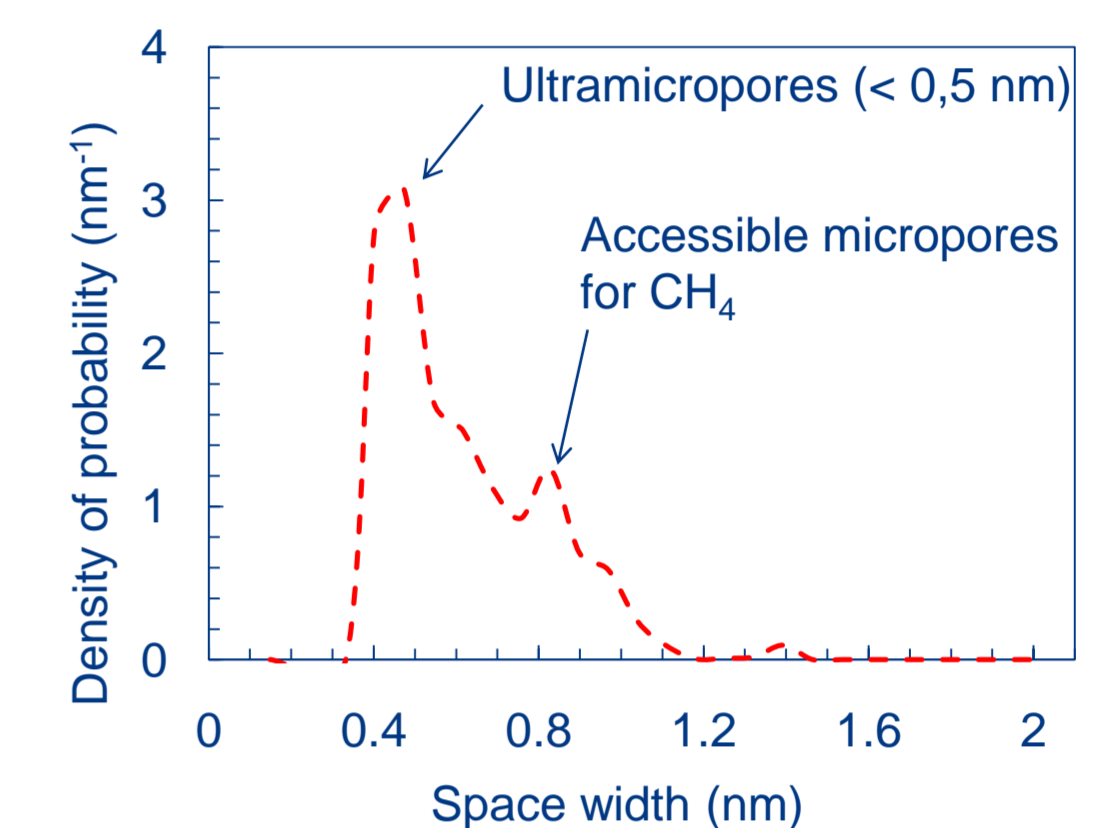 4
Ultramicropores (< 0,5 nm)
3
Accessible micropores
for CH₄
2
1
0
Density of probability (nm⁻¹)
0 0.4 0.8 1.2 1.6 2
Space width (nm)